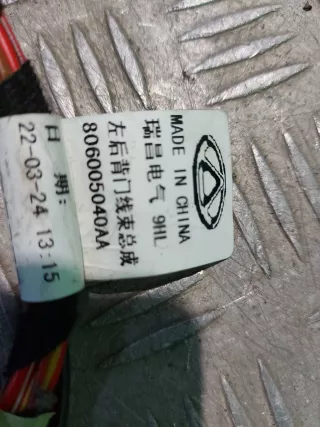 MADE IN CHINA
瑞昌电气 9HL
左后背门线束总成
806005040AA
日 期:
22-03-24 13:15